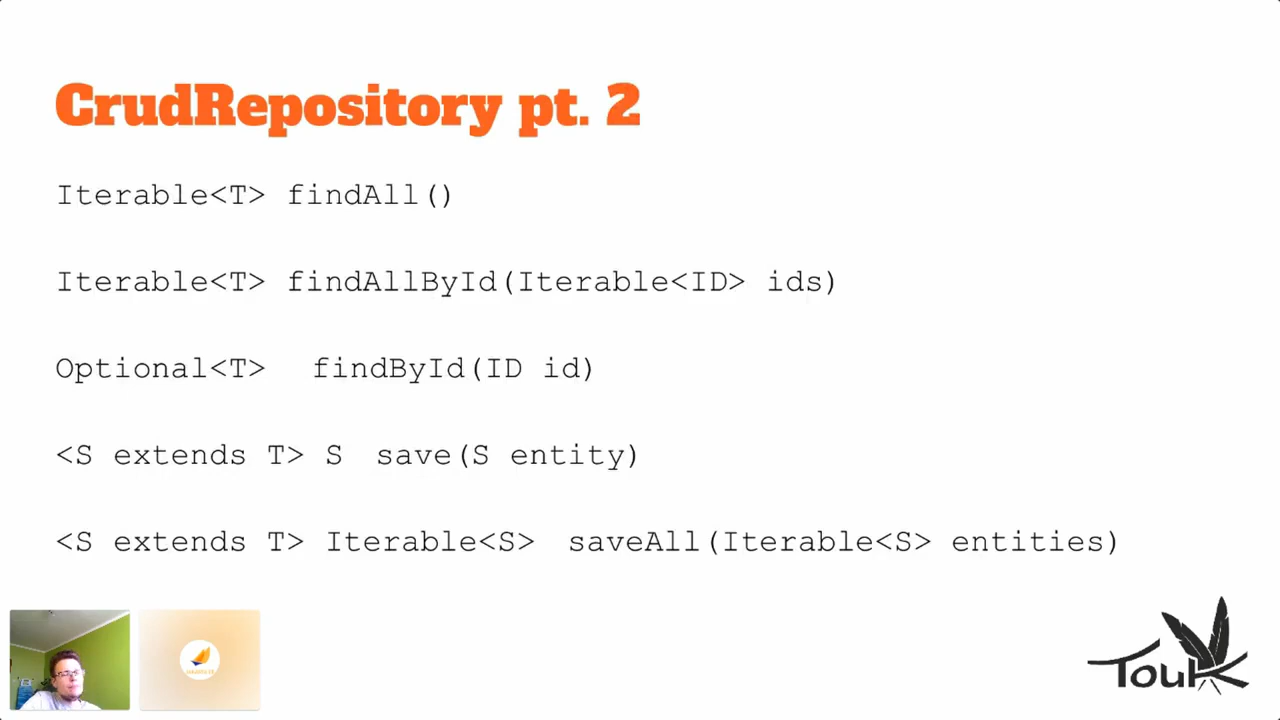 CrudRepository pt. 2
Iterable<T> findAll()
Iterable<T> findAllById(Iterable<ID> ids)
Optional<T> findById(ID id)
<S extends T> S save(S entity)
<S extends T> Iterable<S> saveAll(Iterable<S> entities)
Touk